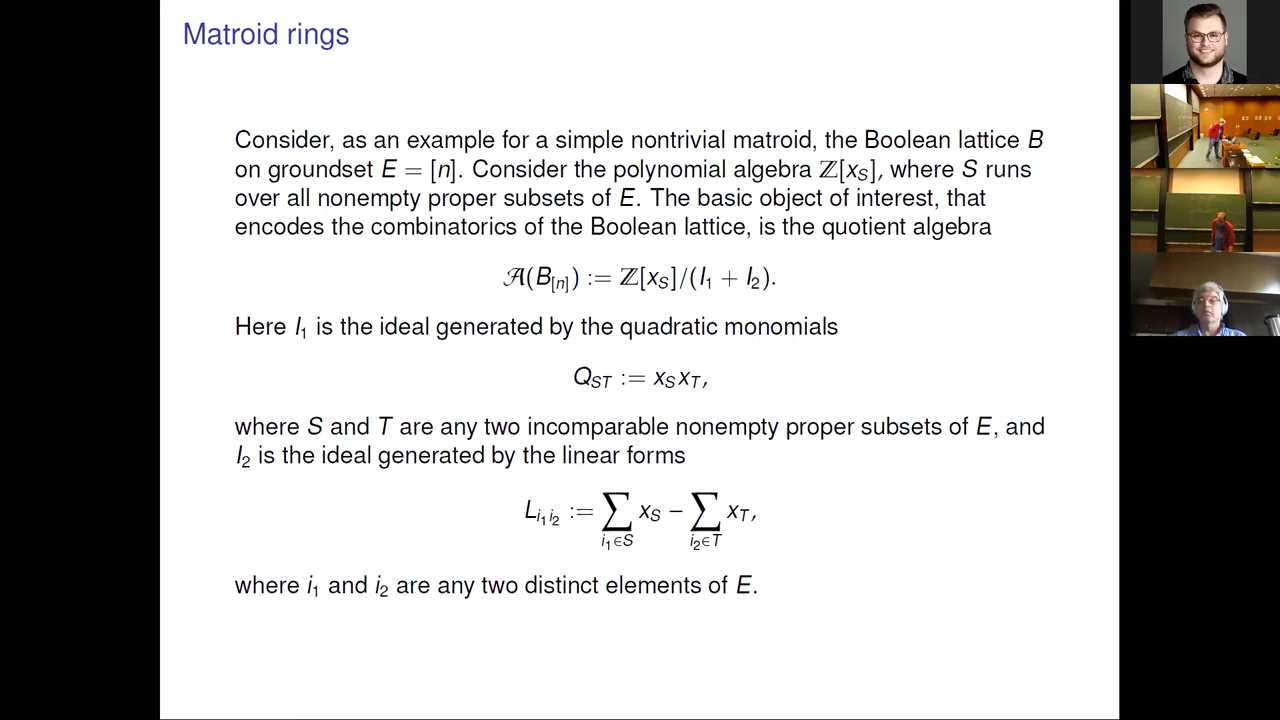 Matroid rings
Consider, as an example for a simple nontrivial matroid, the Boolean lattice B
on groundset E = [n]. Consider the polynomial algebra ℤ[x_S], where S runs
over all nonempty proper subsets of E. The basic object of interest, that
encodes the combinatorics of the Boolean lattice, is the quotient algebra
𝒜(B_{[n]}) := ℤ[x_S]/(I_1 + I_2).
Here I_1 is the ideal generated by the quadratic monomials
Q_{ST} := x_S x_T,
where S and T are any two incomparable nonempty proper subsets of E, and
I_2 is the ideal generated by the linear forms
L_{i_1 i_2} := ∑_{i_1∈S} x_S − ∑_{i_2∈T} x_T,
where i_1 and i_2 are any two distinct elements of E.